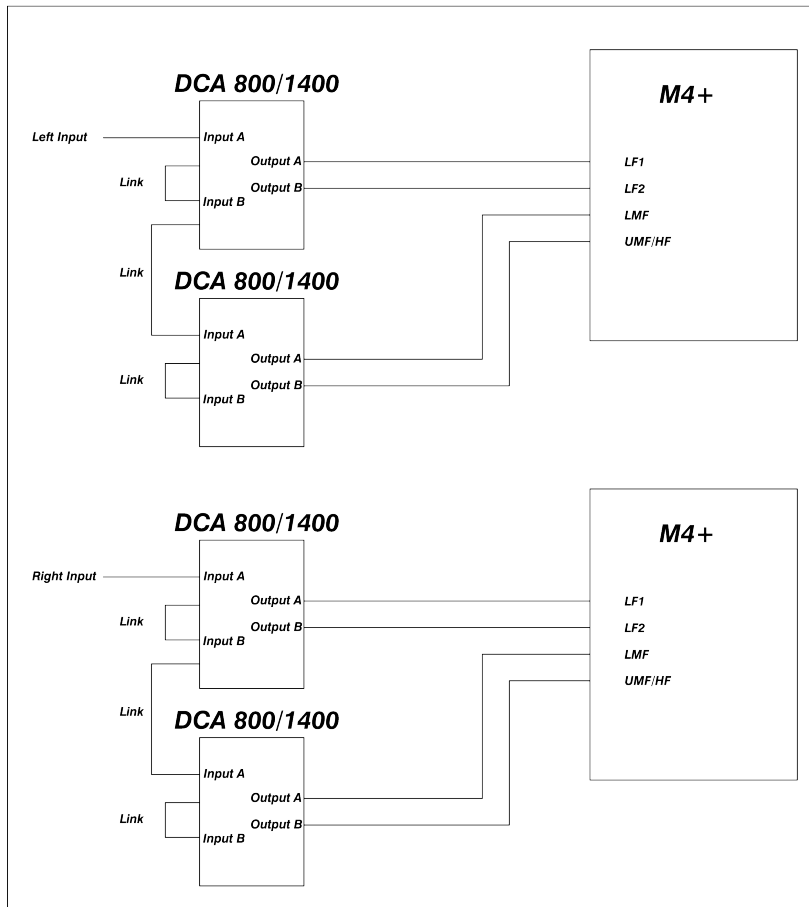 DCA 800/1400
M4+
Left Input
Input A
Output A
LF1
Link
Output B
LF2
Input B
LMF
UMF/HF
Link
DCA 800/1400
Input A
Output A
Link
Output B
Input B
DCA 800/1400
M4+
Right Input
Input A
Output A
LF1
Link
Output B
LF2
Input B
LMF
UMF/HF
Link
DCA 800/1400
Input A
Output A
Link
Output B
Input B